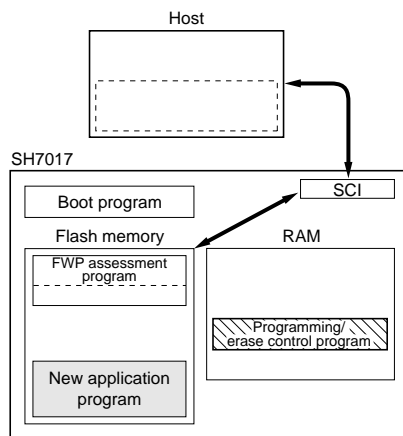 Host
SH7017
SCI
Boot program
Flash memory
RAM
FWP assessment
program
Programming/
erase control program
New application
program